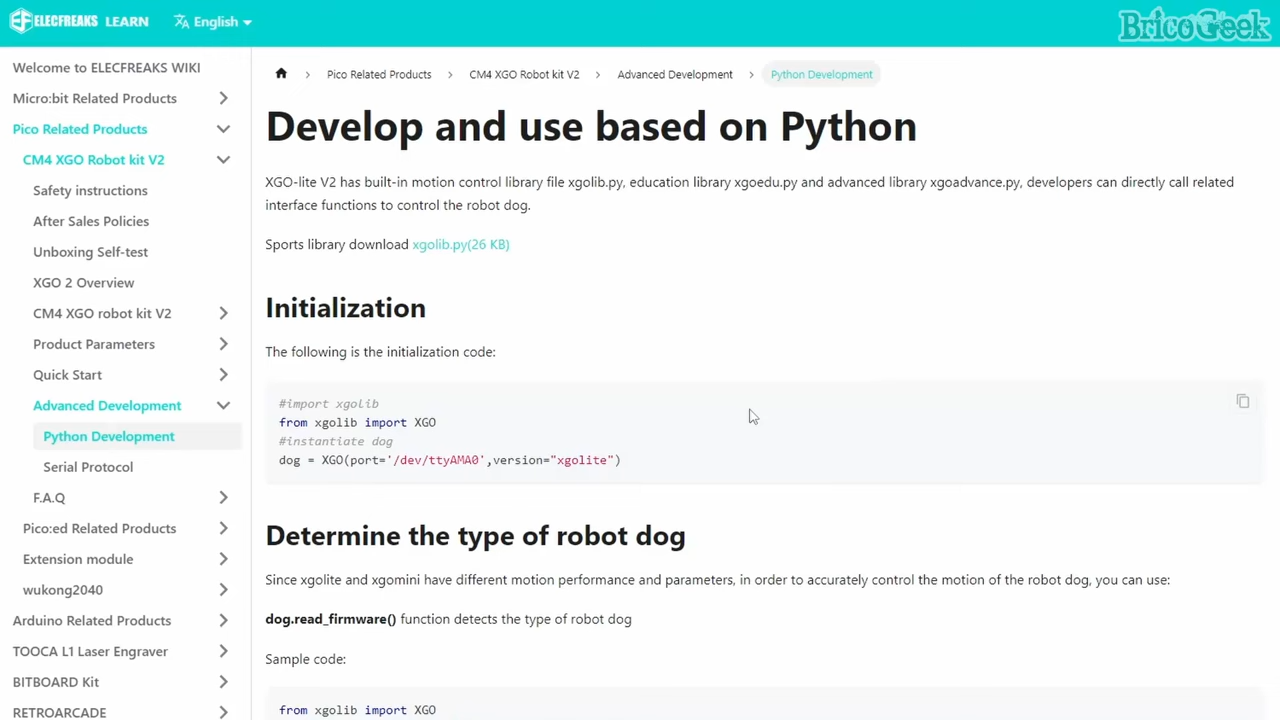 ELECFREAKS LEARN
English
BricoGeek
Welcome to ELECFREAKS WIKI
Micro:bit Related Products
Pico Related Products
CM4 XGO Robot kit V2
Safety instructions
After Sales Policies
Unboxing Self-test
XGO 2 Overview
CM4 XGO robot kit V2
Product Parameters
Quick Start
Advanced Development
Python Development
Serial Protocol
F.A.Q
Pico:ed Related Products
Extension module
wukong2040
Arduino Related Products
TOOCA L1 Laser Engraver
BITBOARD Kit
RETROARCADE
Pico Related Products > CM4 XGO Robot kit V2 > Advanced Development > Python Development
Develop and use based on Python
XGO-lite V2 has built-in motion control library file xgolib.py, education library xgoedu.py and advanced library xgoadvance.py, developers can directly call related
interface functions to control the robot dog.
Sports library download xgolib.py(26 KB)
Initialization
The following is the initialization code:
#import xgolib
from xgolib import XGO
#instantiate dog
dog = XGO(port='/dev/ttyAMA0',version="xgolite")
Determine the type of robot dog
Since xgolite and xgomini have different motion performance and parameters, in order to accurately control the motion of the robot dog, you can use:
dog.read_firmware() function detects the type of robot dog
Sample code:
from xgolib import XGO